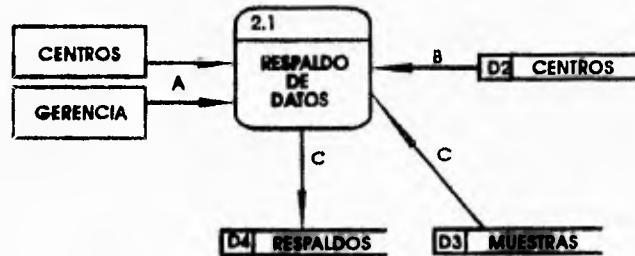 2.1
CENTROS
RESPALDO
DE
DATOS
A
GERENCIA
B
D2 CENTROS
C
C
D4 RESPALDOS
D3 MUESTRAS